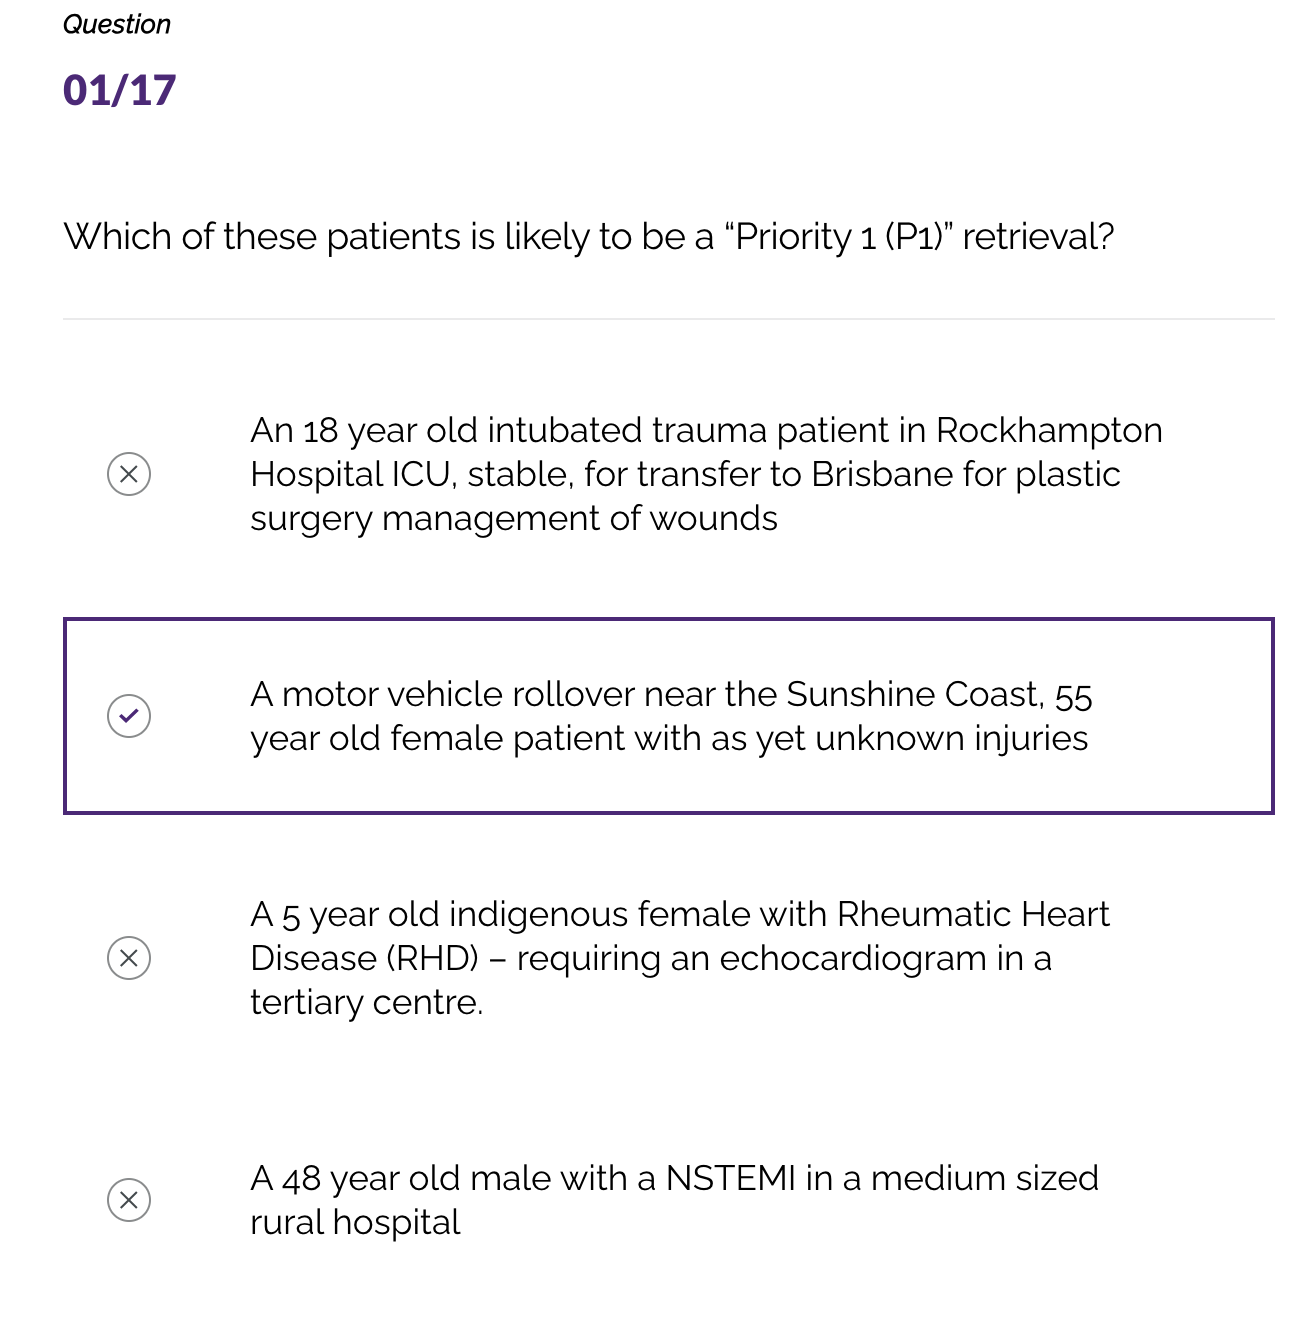 Question
01/17
Which of these patients is likely to be a “Priority 1 (P1)” retrieval?
An 18 year old intubated trauma patient in Rockhampton
Hospital ICU, stable, for transfer to Brisbane for plastic
surgery management of wounds
A motor vehicle rollover near the Sunshine Coast, 55
year old female patient with as yet unknown injuries
A 5 year old indigenous female with Rheumatic Heart
Disease (RHD) – requiring an echocardiogram in a
tertiary centre.
A 48 year old male with a NSTEMI in a medium sized
rural hospital